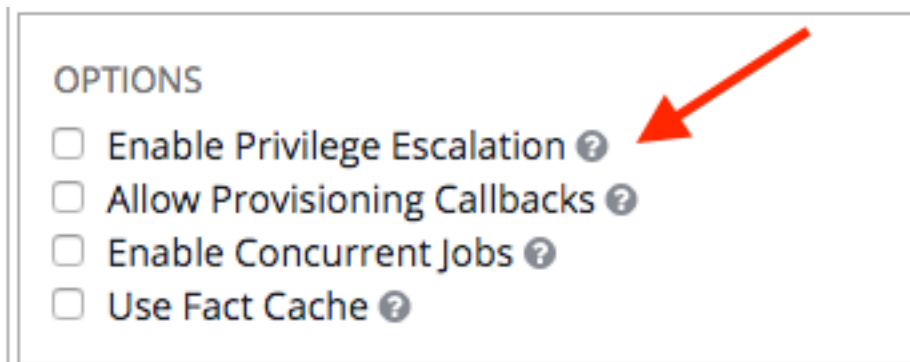 OPTIONS
Enable Privilege Escalation ?
Allow Provisioning Callbacks ?
Enable Concurrent Jobs ?
Use Fact Cache ?